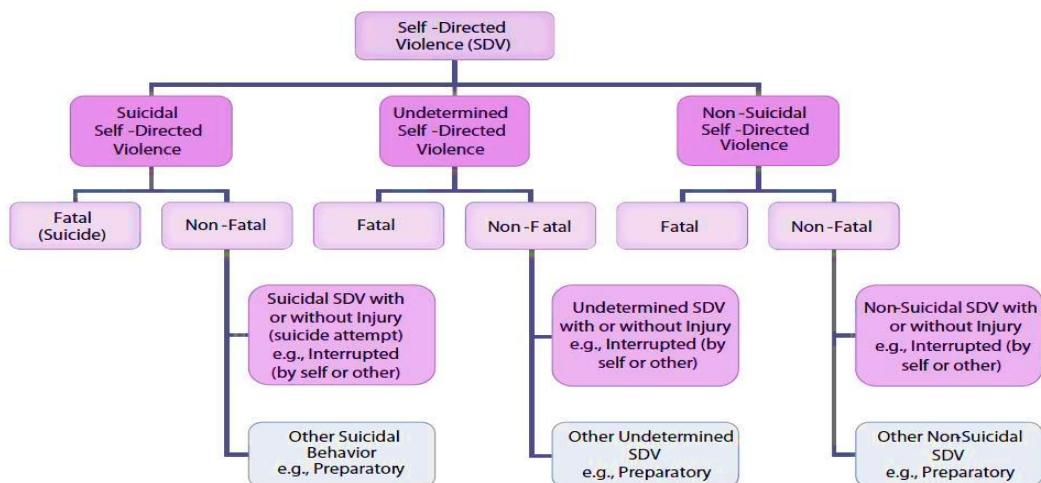 Self -Directed
Violence (SDV)
Suicidal
Self -Directed
Violence
Undetermined
Self -Directed
Violence
Non -Suicidal
Self -Directed
Violence
Fatal
(Suicide)
Non -Fatal
Fatal
Non -F atal
Fatal
Non -Fatal
Suicidal SDV with
or without Injury
(suicide attempt)
e.g., Interrupted
(by self or other)
Undetermined SDV
with or without Injury
e.g., Interrupted (by
self or other)
Non-Suicidal SDV with
or without Injury
e.g., Interrupted (by
self or other)
Other Suicidal
Behavior
e.g., Preparatory
Other Undetermined
SDV
e.g., Preparatory
Other Non-Suicidal
SDV
e.g., Preparatory